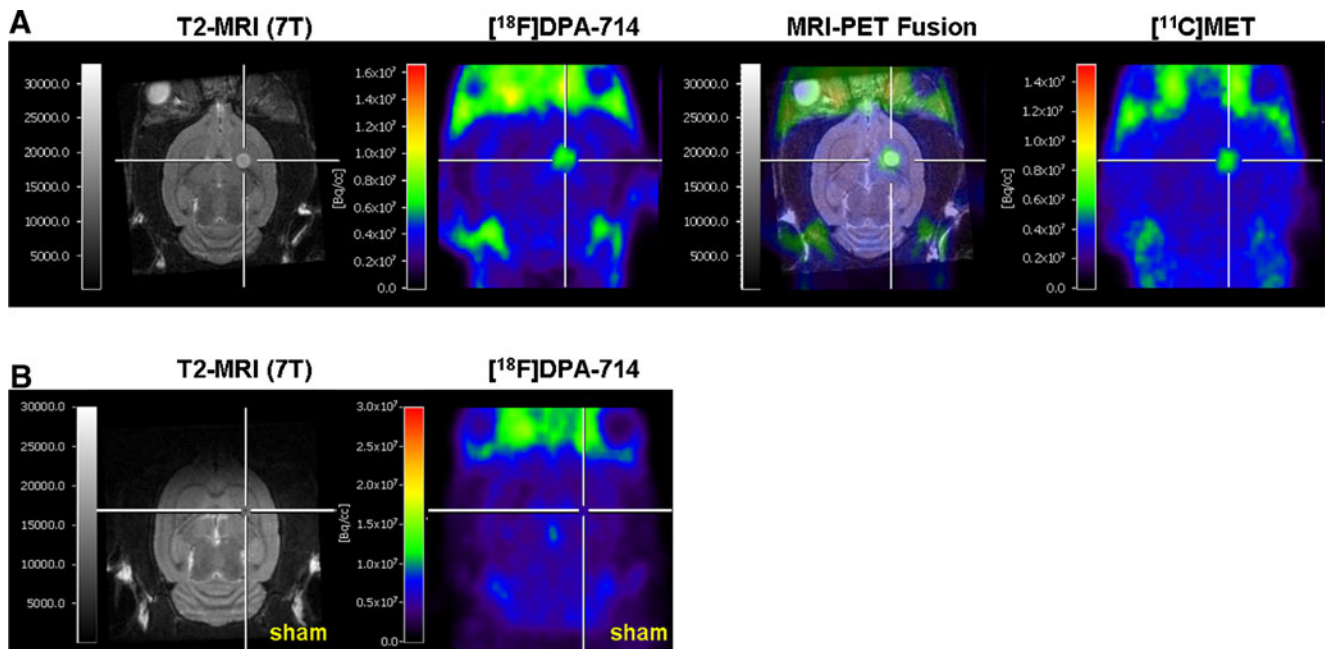 A
T2-MRI (7T)
[¹⁸F]DPA-714
MRI-PET Fusion
[¹¹C]MET
30000.0
25000.0
20000.0
15000.0
10000.0
5000.0
[Bq/cc]
1.6x10⁷
1.4x10⁷
1.2x10⁷
1.0x10⁷
0.8x10⁷
0.6x10⁷
0.4x10⁷
0.2x10⁷
0.0
30000.0
25000.0
20000.0
15000.0
10000.0
5000.0
[Bq/cc]
1.4x10⁷
1.2x10⁷
1.0x10⁷
0.8x10⁷
0.6x10⁷
0.4x10⁷
0.2x10⁷
0.0
B
T2-MRI (7T)
[¹⁸F]DPA-714
30000.0
25000.0
20000.0
15000.0
10000.0
5000.0
sham
[Bq/cc]
3.0x10⁷
2.5x10⁷
2.0x10⁷
1.5x10⁷
1.0x10⁷
0.5x10⁷
0.0
sham